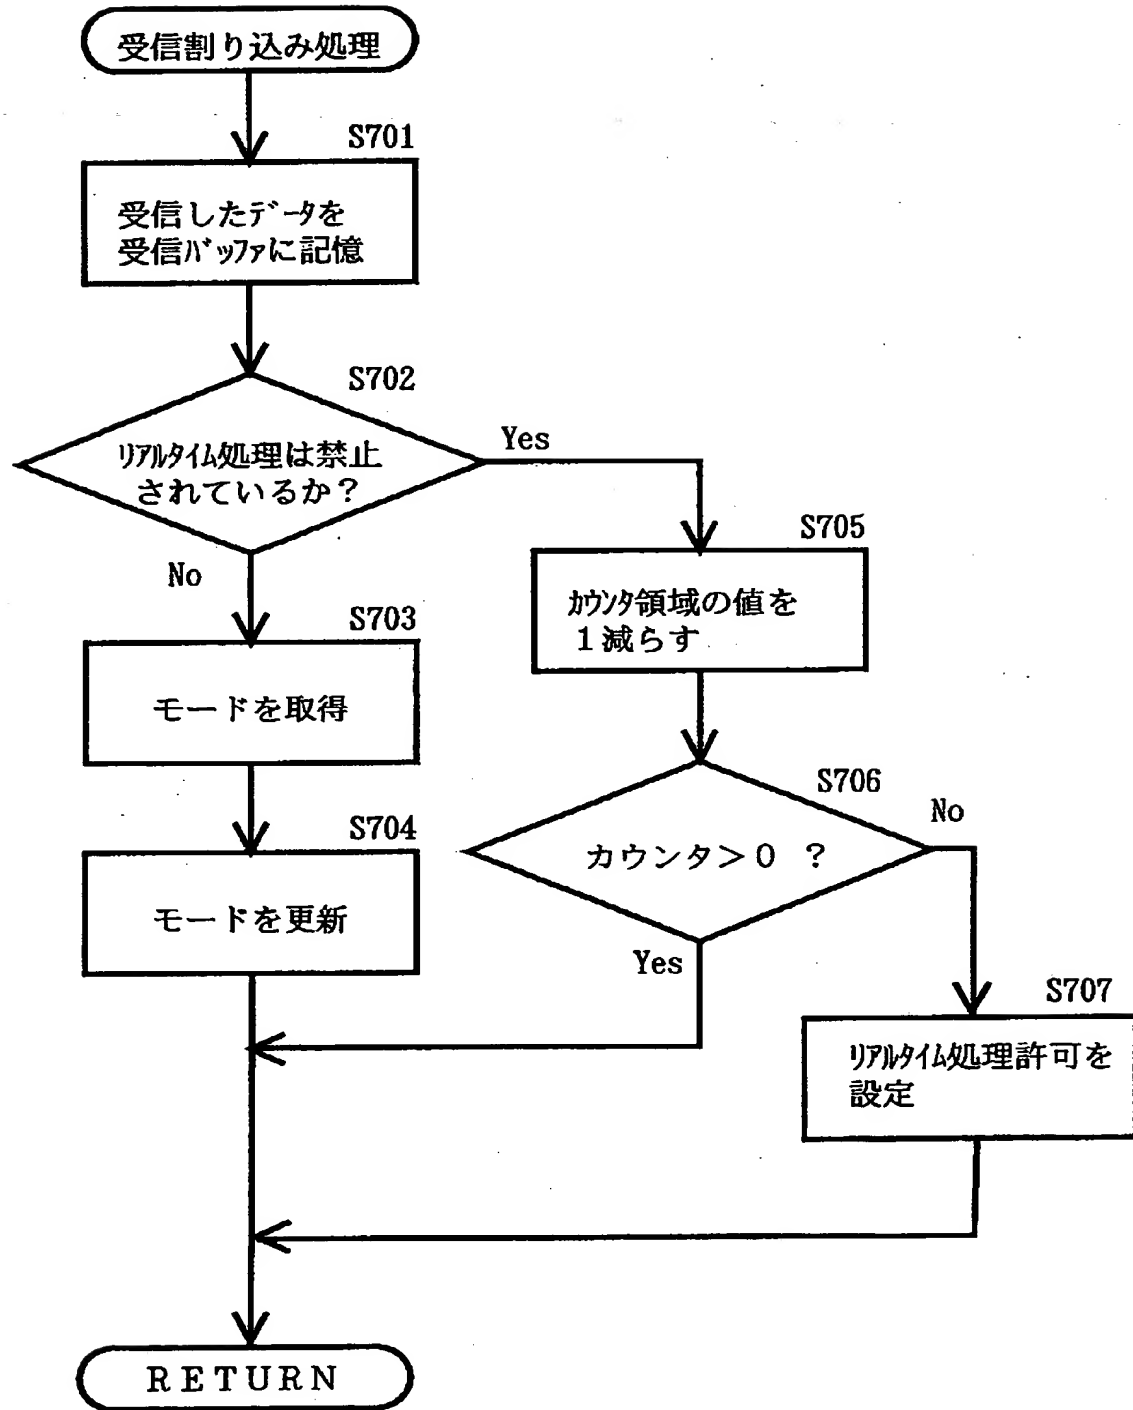 受信割り込み処理
S701
受信したデータを
受信バッファに記憶
S702
リアルタイム処理は禁止
されているか？
Yes
No
S705
カウンタ領域の値を
１減らす
S703
モードを取得
S706
カウンタ＞０ ？
No
Yes
S704
モードを更新
S707
リアルタイム処理許可を
設定
ＲＥＴＵＲＮ